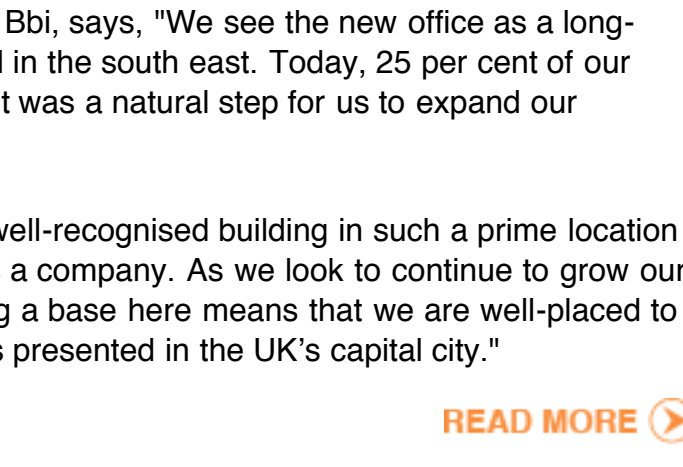 Bbi, says, "We see the new office as a long-
in the south east. Today, 25 per cent of our
t was a natural step for us to expand our
well-recognised building in such a prime location
a company. As we look to continue to grow our
g a base here means that we are well-placed to
s presented in the UK’s capital city."
READ MORE